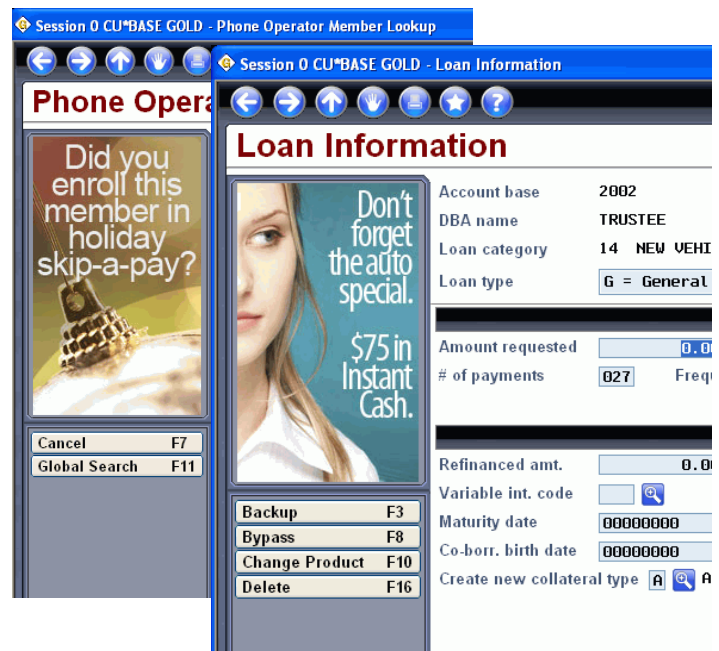 Session 0 CU*BASE GOLD - Phone Operator Member Lookup
Phone Opera
Did you
enroll this
member in
holiday
skip-a-pay?
Cancel F7
Global Search F11
Session 0 CU*BASE GOLD - Loan Information
Loan Information
Don't
forget
the auto
special.
$75 in
Instant
Cash.
Backup F3
Bypass F8
Change Product F10
Delete F16
Account base 2002
DBA name TRUSTEE
Loan category 14 NEW VEHI
Loan type G = General
Amount requested 0.00
# of payments 027 Frequ
Refinanced amt. 0.00
Variable int. code
Maturity date 00000000
Co-borr. birth date 00000000
Create new collateral type A A